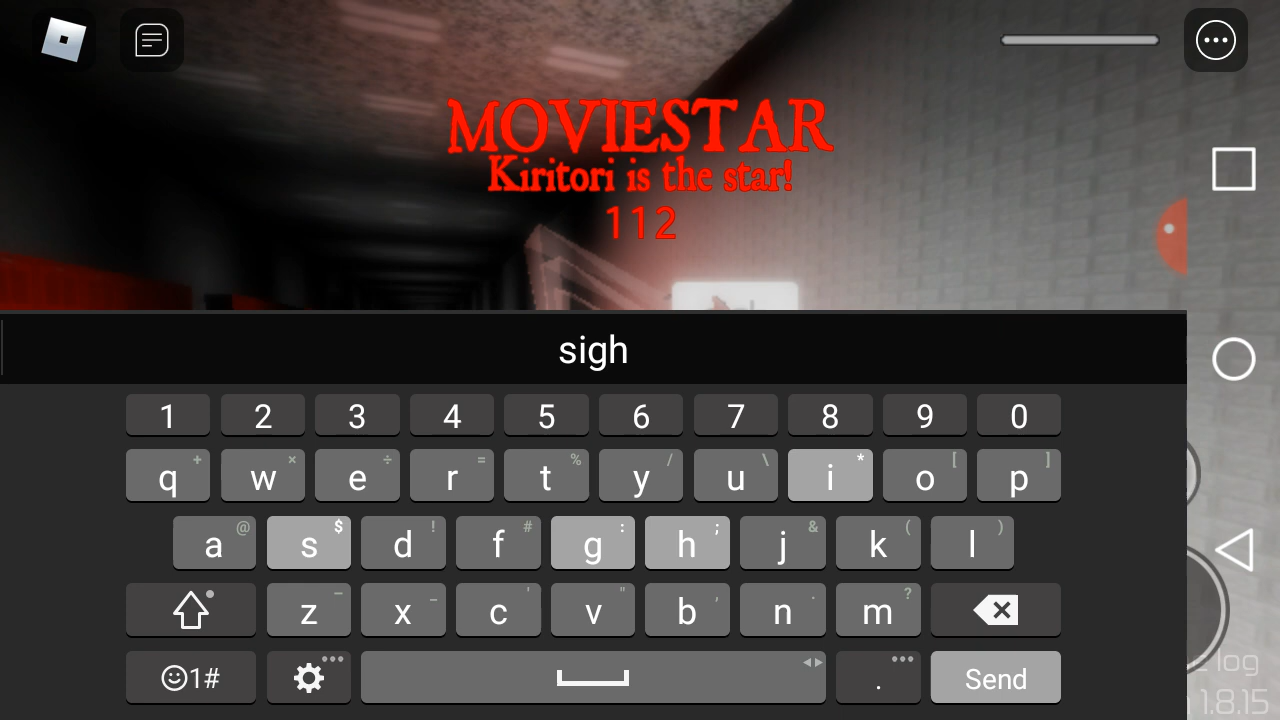 MOVIESTAR
Kiritori is the star!
112
sigh
1 2 3 4 5 6 7 8 9 0
q + w × e ÷ r = t % y / u \ i * o [ p ]
a @ s $ d ! f # g : h ; j & k ( l )
z – x _ c ' v " b , n . m ?
1# . Send
log
1.8.15